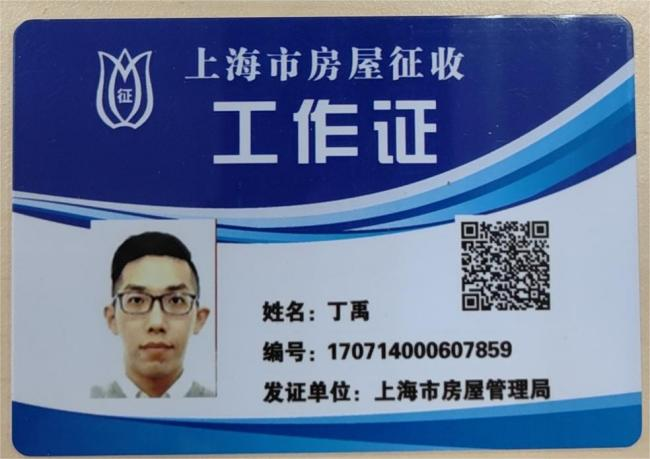 征
上海市房屋征收
工作证
姓名：丁禹
编号：170714000607859
发证单位：上海市房屋管理局